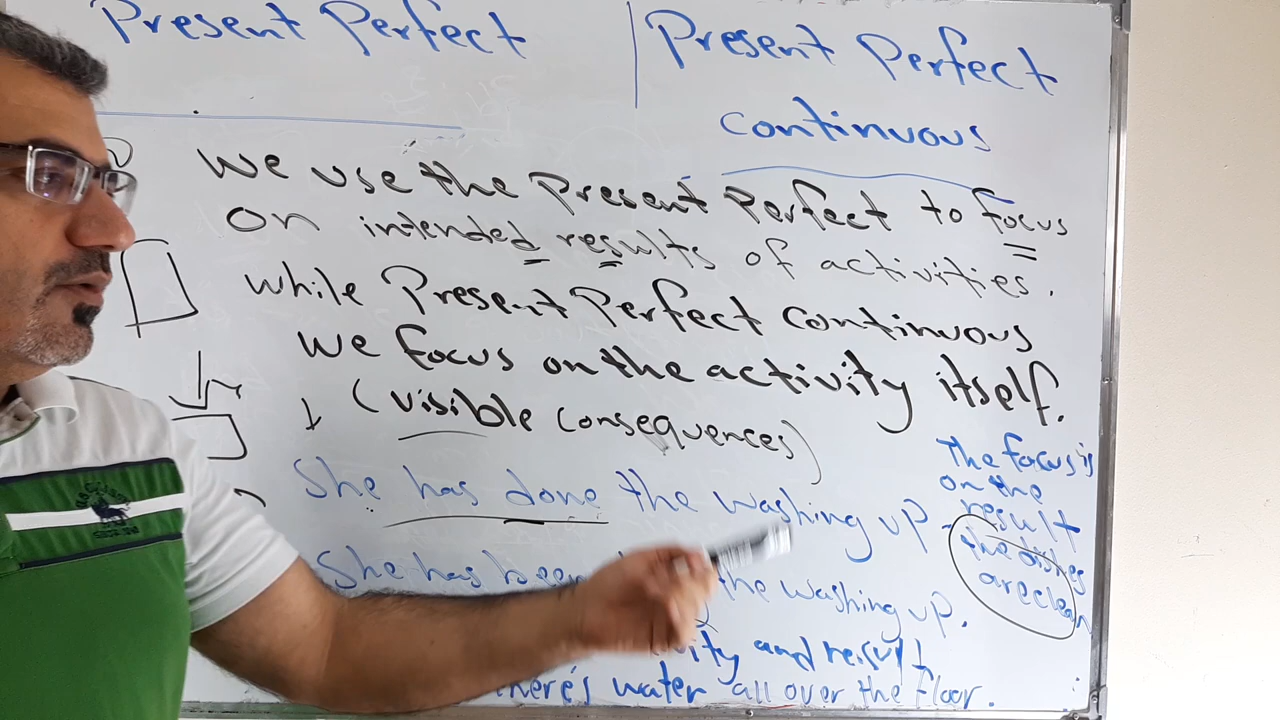 Present Perfect
Present Perfect
continuous
We use the Present Perfect to focus
on intended results of activities.
while Present Perfect continuous
we focus on the activity itself.
(visible consequences)
She has done the washing up.
The focus is
on the
result
the dishes
are clean
She has been the washing up.
and result
there's water all over the floor.